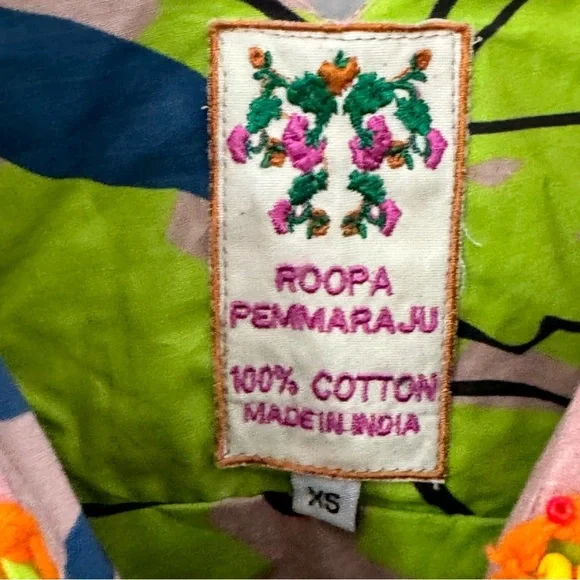 ROOPA
PEMMARAJU
100% COTTON
MADE IN INDIA
XS